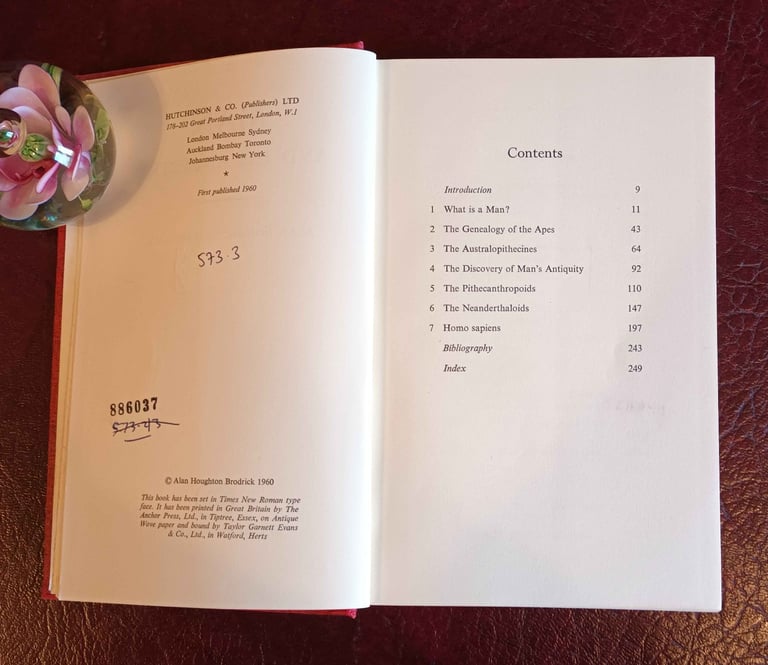 HUTCHINSON & CO. (Publishers) LTD
178-202 Great Portland Street, London, W.1
London Melbourne Sydney
Auckland Bombay Toronto
Johannesburg New York
★
First published 1960
573.3
886037
573.43
© Alan Houghton Brodrick 1960
This book has been set in Times New Roman type
face. It has been printed in Great Britain by The
Anchor Press, Ltd., in Tiptree, Essex, on Antique
Wove paper and bound by Taylor Garnett Evans
& Co., Ltd., in Watford, Herts
Contents
Introduction 9
1 What is a Man? 11
2 The Genealogy of the Apes 43
3 The Australopithecines 64
4 The Discovery of Man's Antiquity 92
5 The Pithecanthropoids 110
6 The Neanderthaloids 147
7 Homo sapiens 197
Bibliography 243
Index 249